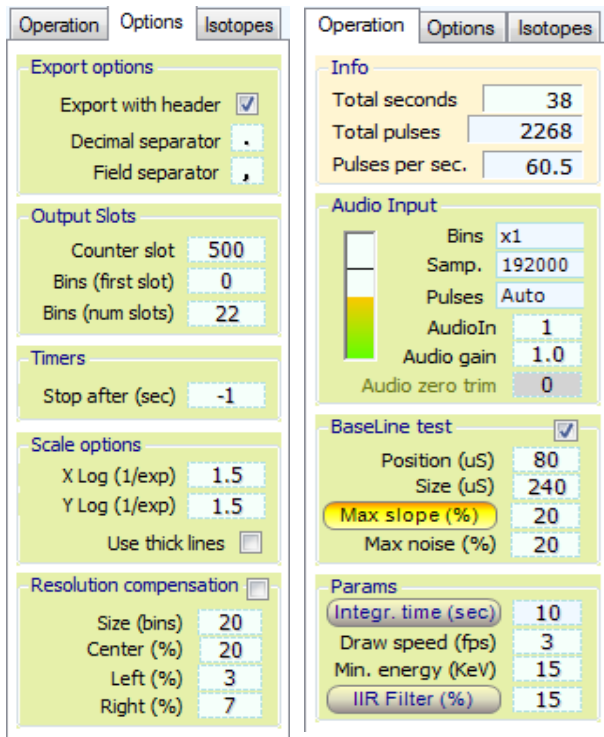 Operation Options Isotopes
Export options
Export with header
Decimal separator .
Field separator ,
Output Slots
Counter slot 500
Bins (first slot) 0
Bins (num slots) 22
Timers
Stop after (sec) -1
Scale options
X Log (1/exp) 1.5
Y Log (1/exp) 1.5
Use thick lines
Resolution compensation
Size (bins) 20
Center (%) 20
Left (%) 3
Right (%) 7
Operation Options Isotopes
Info
Total seconds 38
Total pulses 2268
Pulses per sec. 60.5
Audio Input
Bins x1
Samp. 192000
Pulses Auto
AudioIn 1
Audio gain 1.0
Audio zero trim 0
BaseLine test
Position (uS) 80
Size (uS) 240
Max slope (%) 20
Max noise (%) 20
Params
Integr. time (sec) 10
Draw speed (fps) 3
Min. energy (KeV) 15
IIR Filter (%) 15